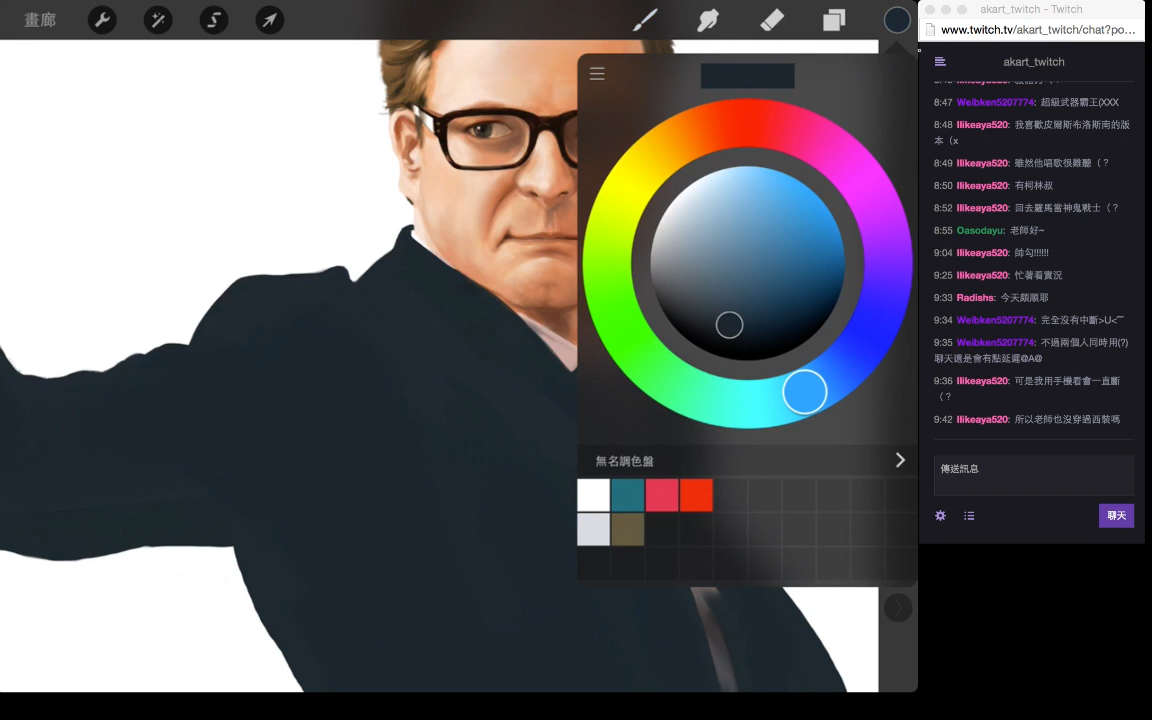 畫廊
無名調色盤
akart_twitch - Twitch
www.twitch.tv/akart_twitch/chat?po…
akart_twitch
8:47 Weibken5207774: 超級武器霸王(XXX
8:48 Ilikeaya520: 我喜歡皮爾斯布洛斯南的版
本（x
8:49 Ilikeaya520: 雖然他唱歌很難聽（？
8:50 Ilikeaya520: 有柯林叔
8:52 Ilikeaya520: 回去羅馬當神鬼戰士（？
8:55 Oasodayu: 老師好~
9:04 Ilikeaya520: 帥勾!!!!!!
9:25 Ilikeaya520: 忙著看實況
9:33 Radishs: 今天頗順耶
9:34 Weibken5207774: 完全沒有中斷>U<⁓
9:35 Weibken5207774: 不過兩個人同時用(?)
聊天還是會有點延遲@A@
9:36 Ilikeaya520: 可是我用手機看會一直斷
（？
9:42 Ilikeaya520: 所以老師也沒穿過西裝嗎
傳送訊息
聊天